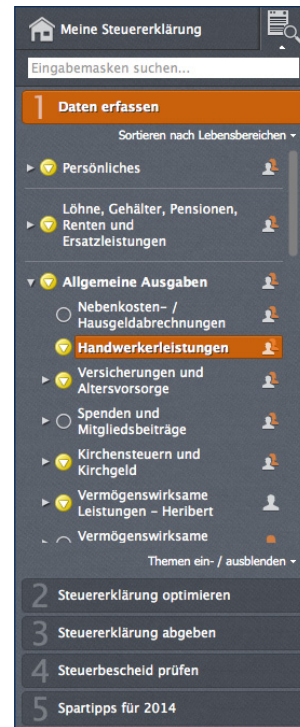 Meine Steuererklärung
Eingabemasken suchen...
1 Daten erfassen
Sortieren nach Lebensbereichen
Persönliches
Löhne, Gehälter, Pensionen,
Renten und
Ersatzleistungen
Allgemeine Ausgaben
Nebenkosten- /
Hausgeldabrechnungen
Handwerkerleistungen
Versicherungen und
Altersvorsorge
Spenden und
Mitgliedsbeiträge
Kirchensteuern und
Kirchgeld
Vermögenswirksame
Leistungen - Heribert
Vermögenswirksame
Themen ein- / ausblenden
2 Steuererklärung optimieren
3 Steuererklärung abgeben
4 Steuerbescheid prüfen
5 Spartipps für 2014